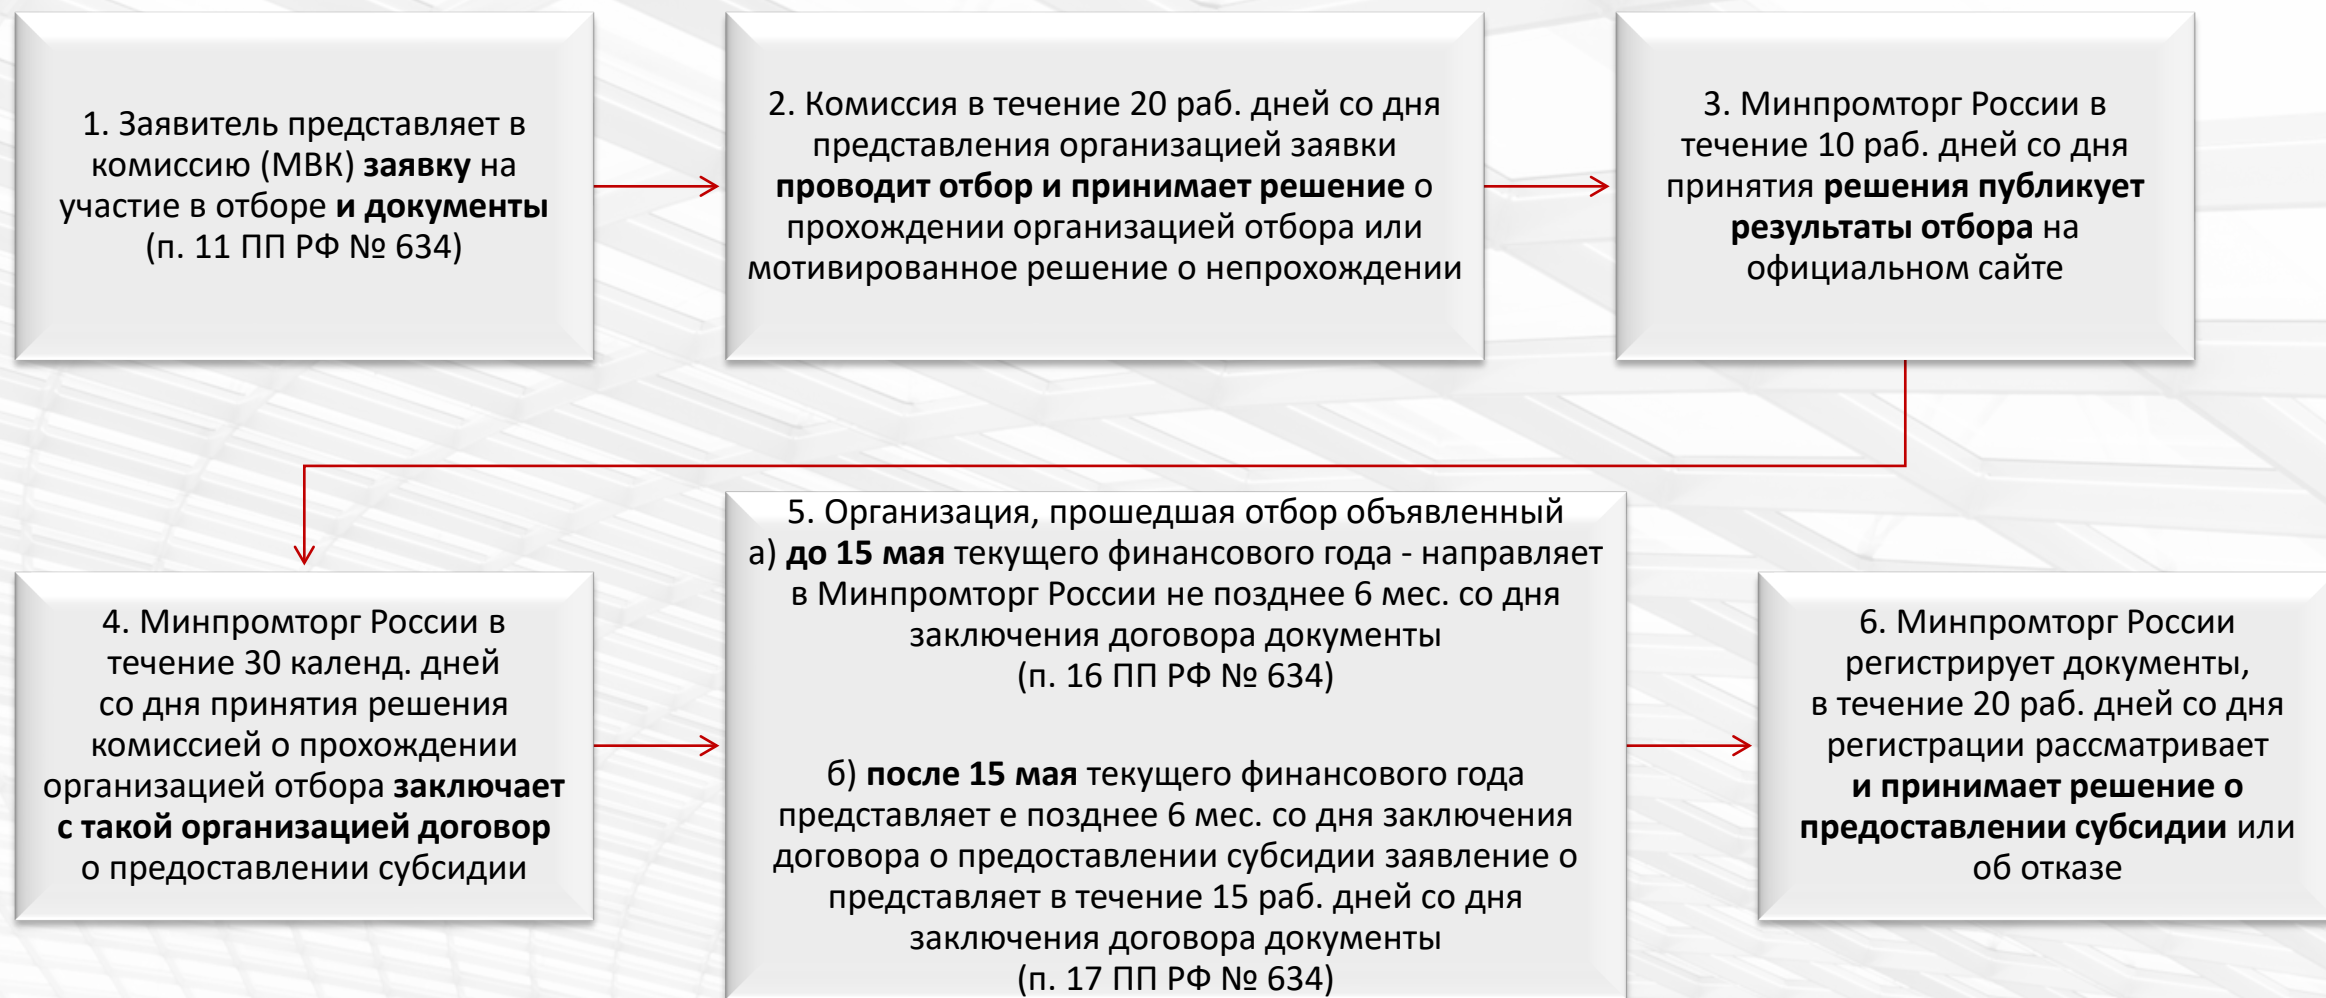 1. Заявитель представляет в
комиссию (МВК) заявку на
участие в отборе и документы
(п. 11 ПП РФ № 634)
2. Комиссия в течение 20 раб. дней со дня
представления организацией заявки
проводит отбор и принимает решение о
прохождении организацией отбора или
мотивированное решение о непрохождении
3. Минпромторг России в
течение 10 раб. дней со дня
принятия решения публикует
результаты отбора на
официальном сайте
4. Минпромторг России в
течение 30 календ. дней
со дня принятия решения
комиссией о прохождении
организацией отбора заключает
с такой организацией договор
о предоставлении субсидии
5. Организация, прошедшая отбор объявленный
а) до 15 мая текущего финансового года - направляет
в Минпромторг России не позднее 6 мес. со дня
заключения договора документы
(п. 16 ПП РФ № 634)
б) после 15 мая текущего финансового года
представляет е позднее 6 мес. со дня заключения
договора о предоставлении субсидии заявление о
представляет в течение 15 раб. дней со дня
заключения договора документы
(п. 17 ПП РФ № 634)
6. Минпромторг России
регистрирует документы,
в течение 20 раб. дней со дня
регистрации рассматривает
и принимает решение о
предоставлении субсидии или
об отказе